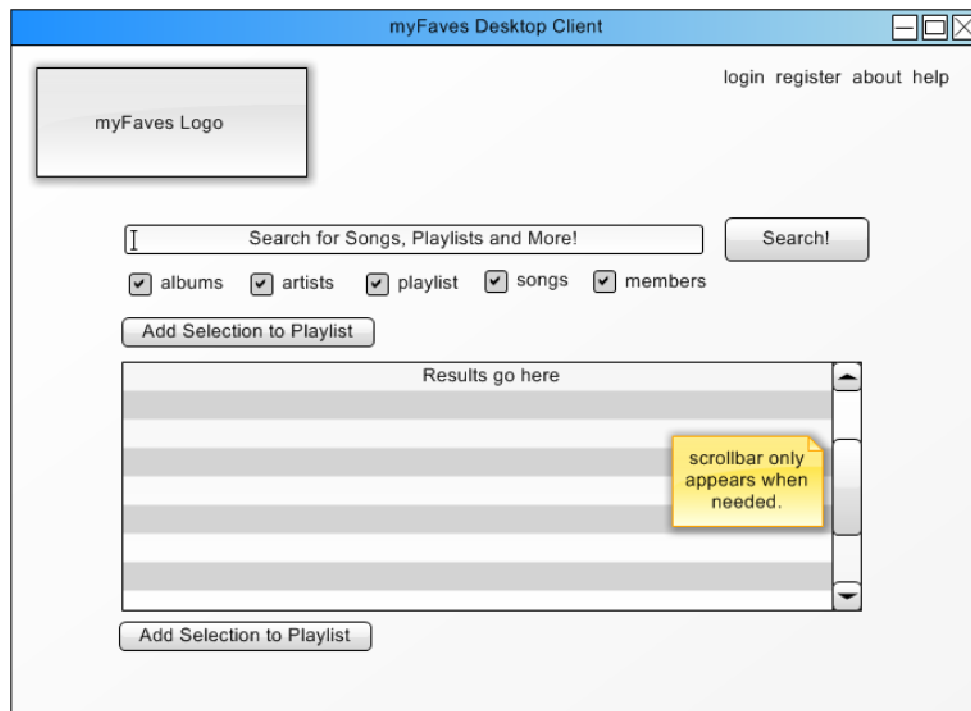 myFaves Desktop Client
login register about help
myFaves Logo
Search for Songs, Playlists and More!
Search!
albums artists playlist songs members
Add Selection to Playlist
Results go here
scrollbar only
appears when
needed.
Add Selection to Playlist